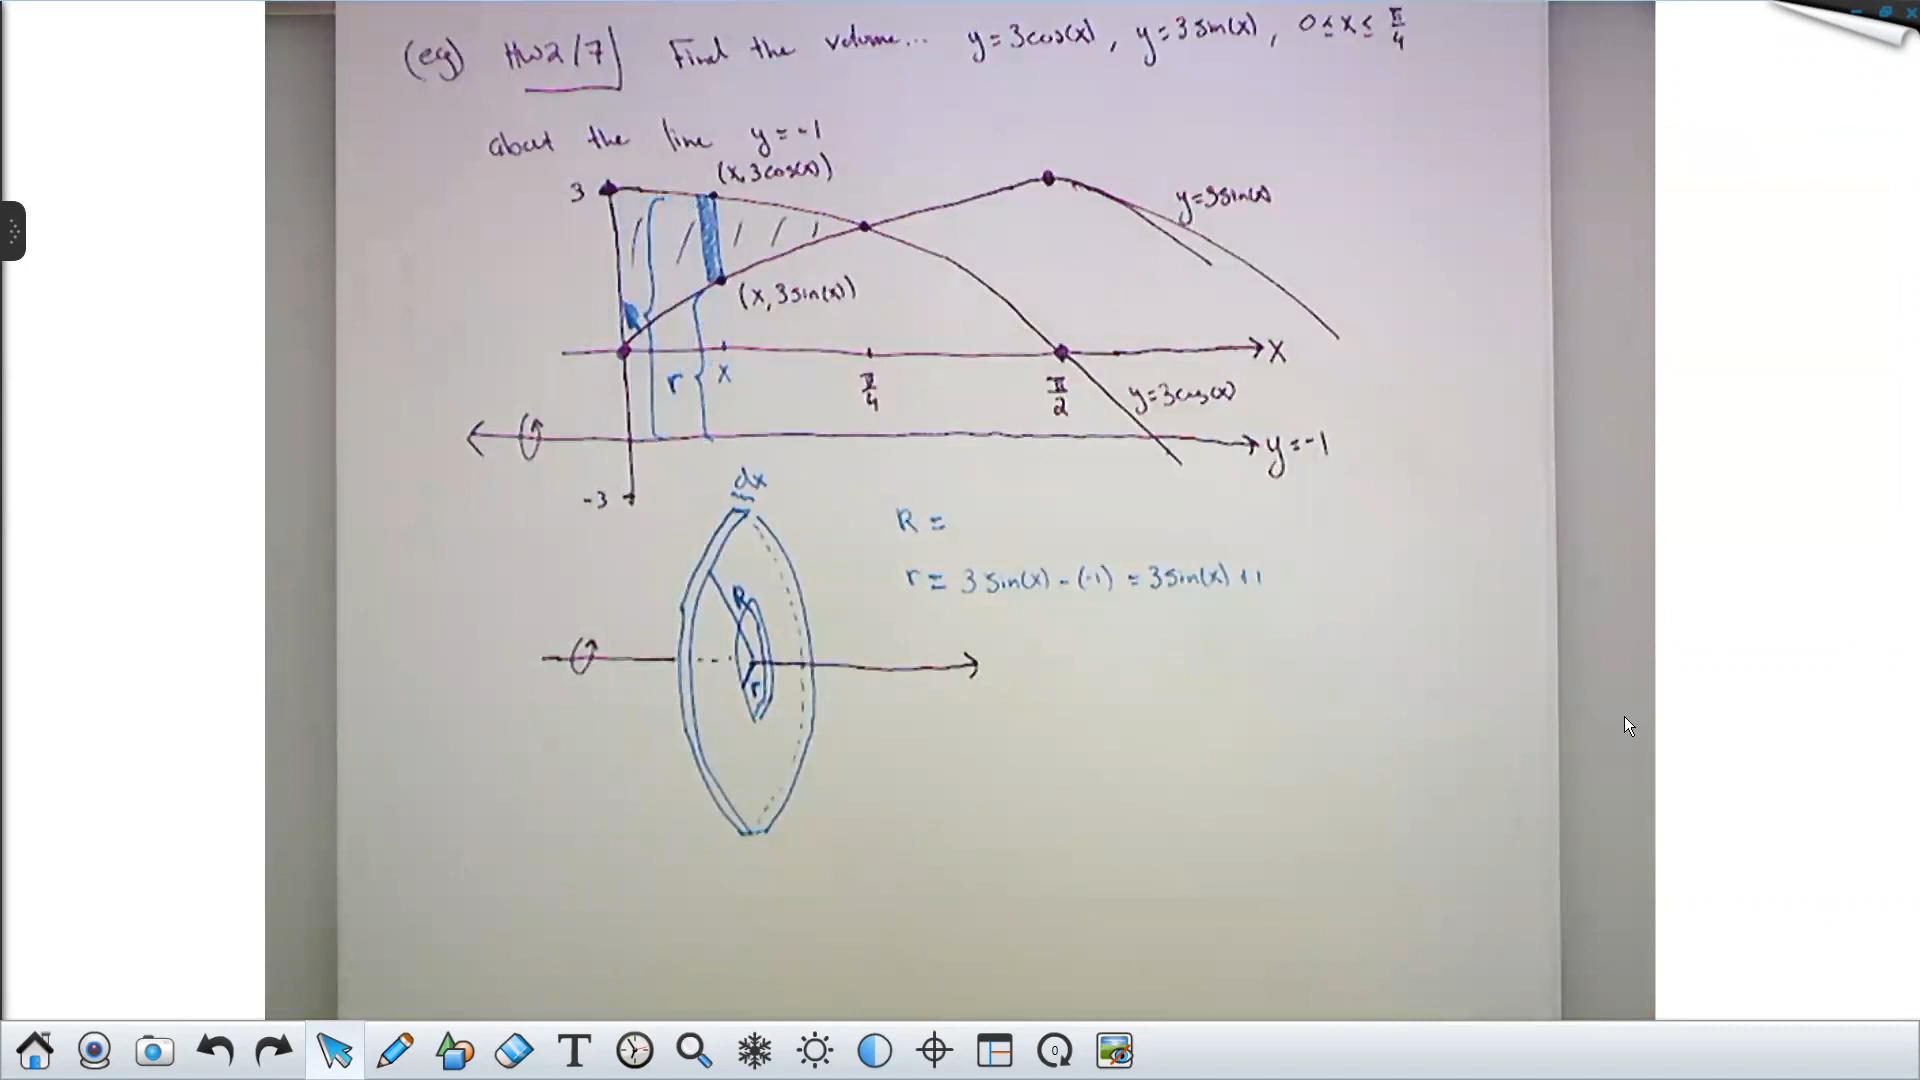 (eg) HW2/7] Find the volume... y=3cos(x), y=3sin(x), 0≤x≤π/4
about the line y=-1
(x,3cos(x))
3
y=3sin(x)
(x,3sin(x))
r
x
π/4
π/2
X
y=3cos(x)
y=-1
-3
dx
R =
r = 3sin(x) - (-1) = 3sin(x)+1
R
r
T
0